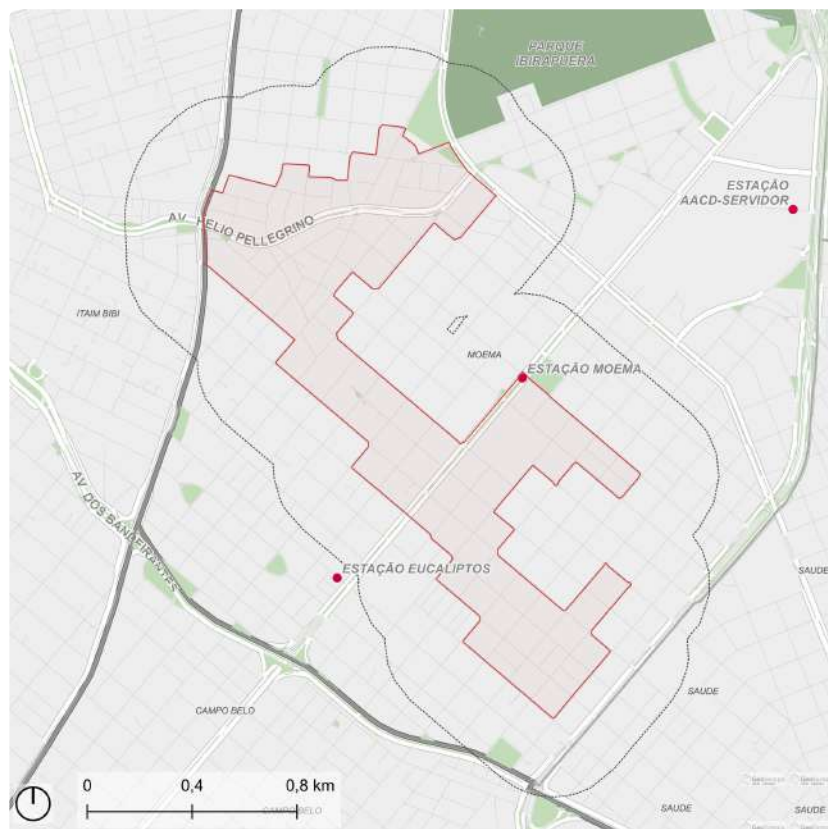 PARQUE
IBIRAPUERA
ESTAÇÃO
AACD-SERVIDOR
AV. HELIO PELLEGRINO
ITAIM BIBI
MOEMA
ESTAÇÃO MOEMA
AV. DOS BANDEIRANTES
ESTAÇÃO EUCALIPTOS
SAUDE
SAUDE
CAMPO BELO
0 0,4 0,8 km
CAMPO BELO
SAUDE
SAUDE